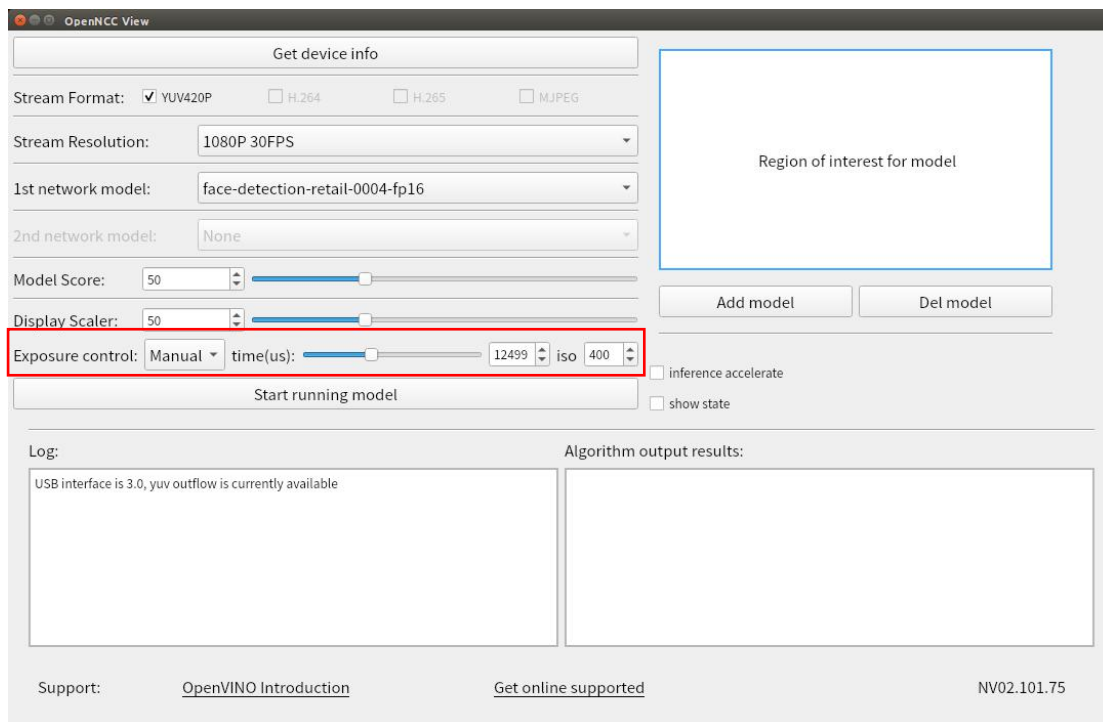 OpenNCC View
Get device info
Stream Format: YUV420P H.264 H.265 MJPEG
Stream Resolution: 1080P 30FPS
Region of interest for model
1st network model: face-detection-retail-0004-fp16
2nd network model: None
Model Score: 50
Add model Del model
Display Scaler: 50
Exposure control: Manual time(us): 12499 iso 400
inference accelerate
Start running model
show state
Log: Algorithm output results:
USB interface is 3.0, yuv outflow is currently available
Support: OpenVINO Introduction Get online supported NV02.101.75